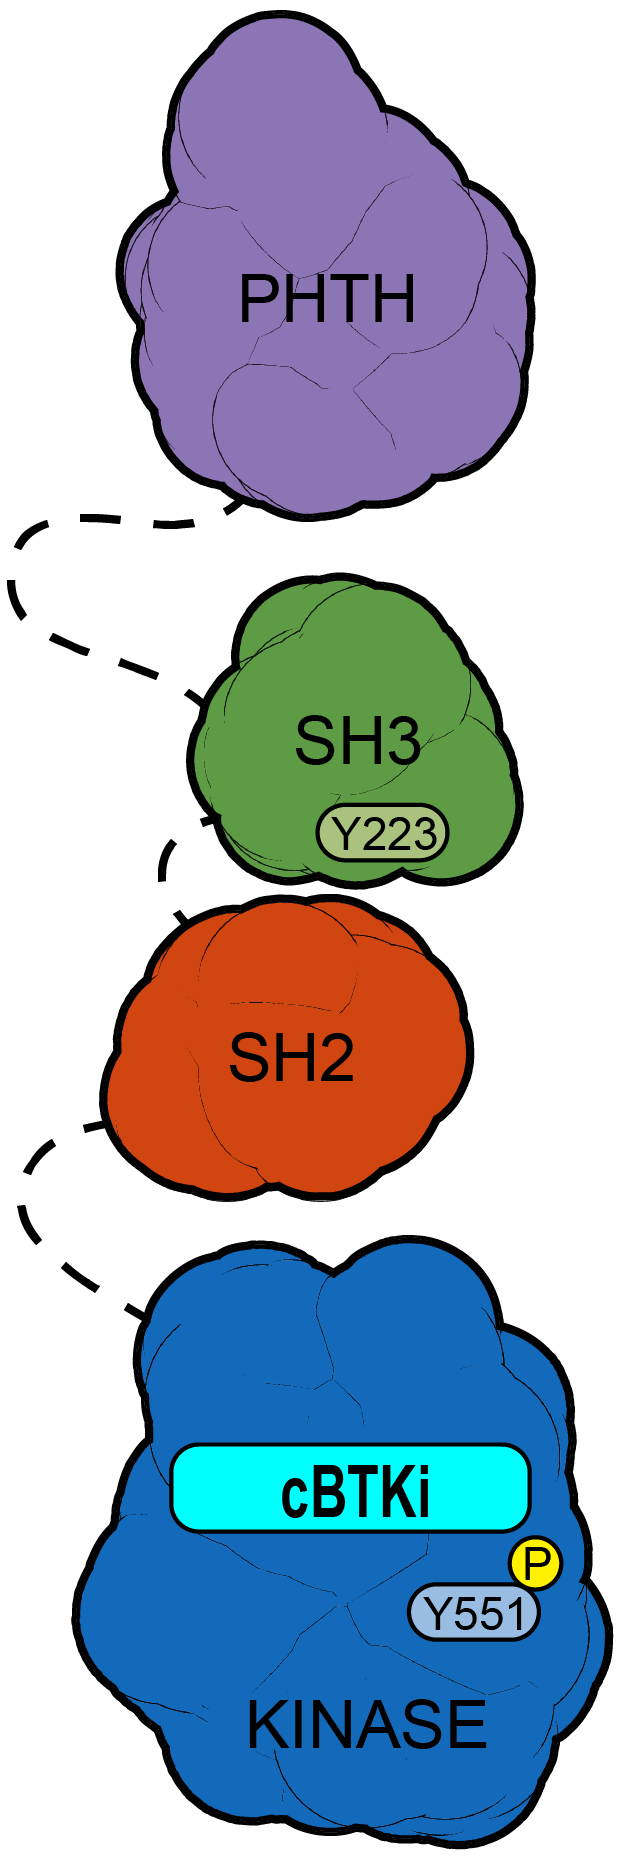 PHTH
SH3
Y223
SH2
cBTKi
P
Y551
KINASE